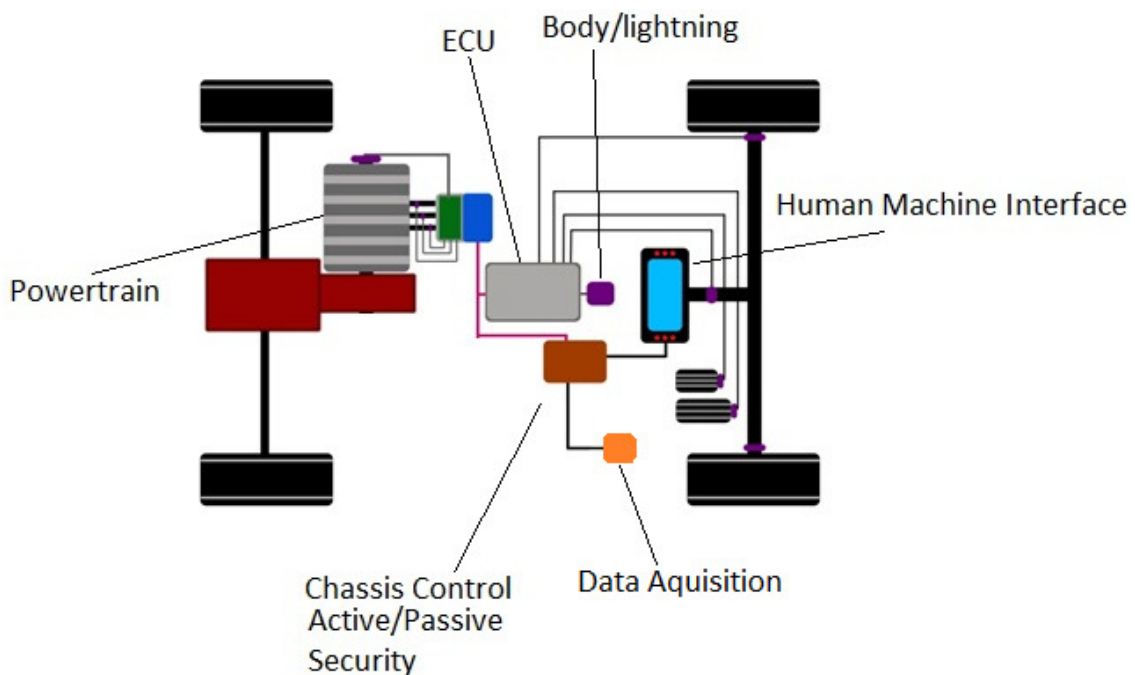 Body/lightning
ECU
Human Machine Interface
Powertrain
Chassis Control
Active/Passive
Security
Data Aquisition